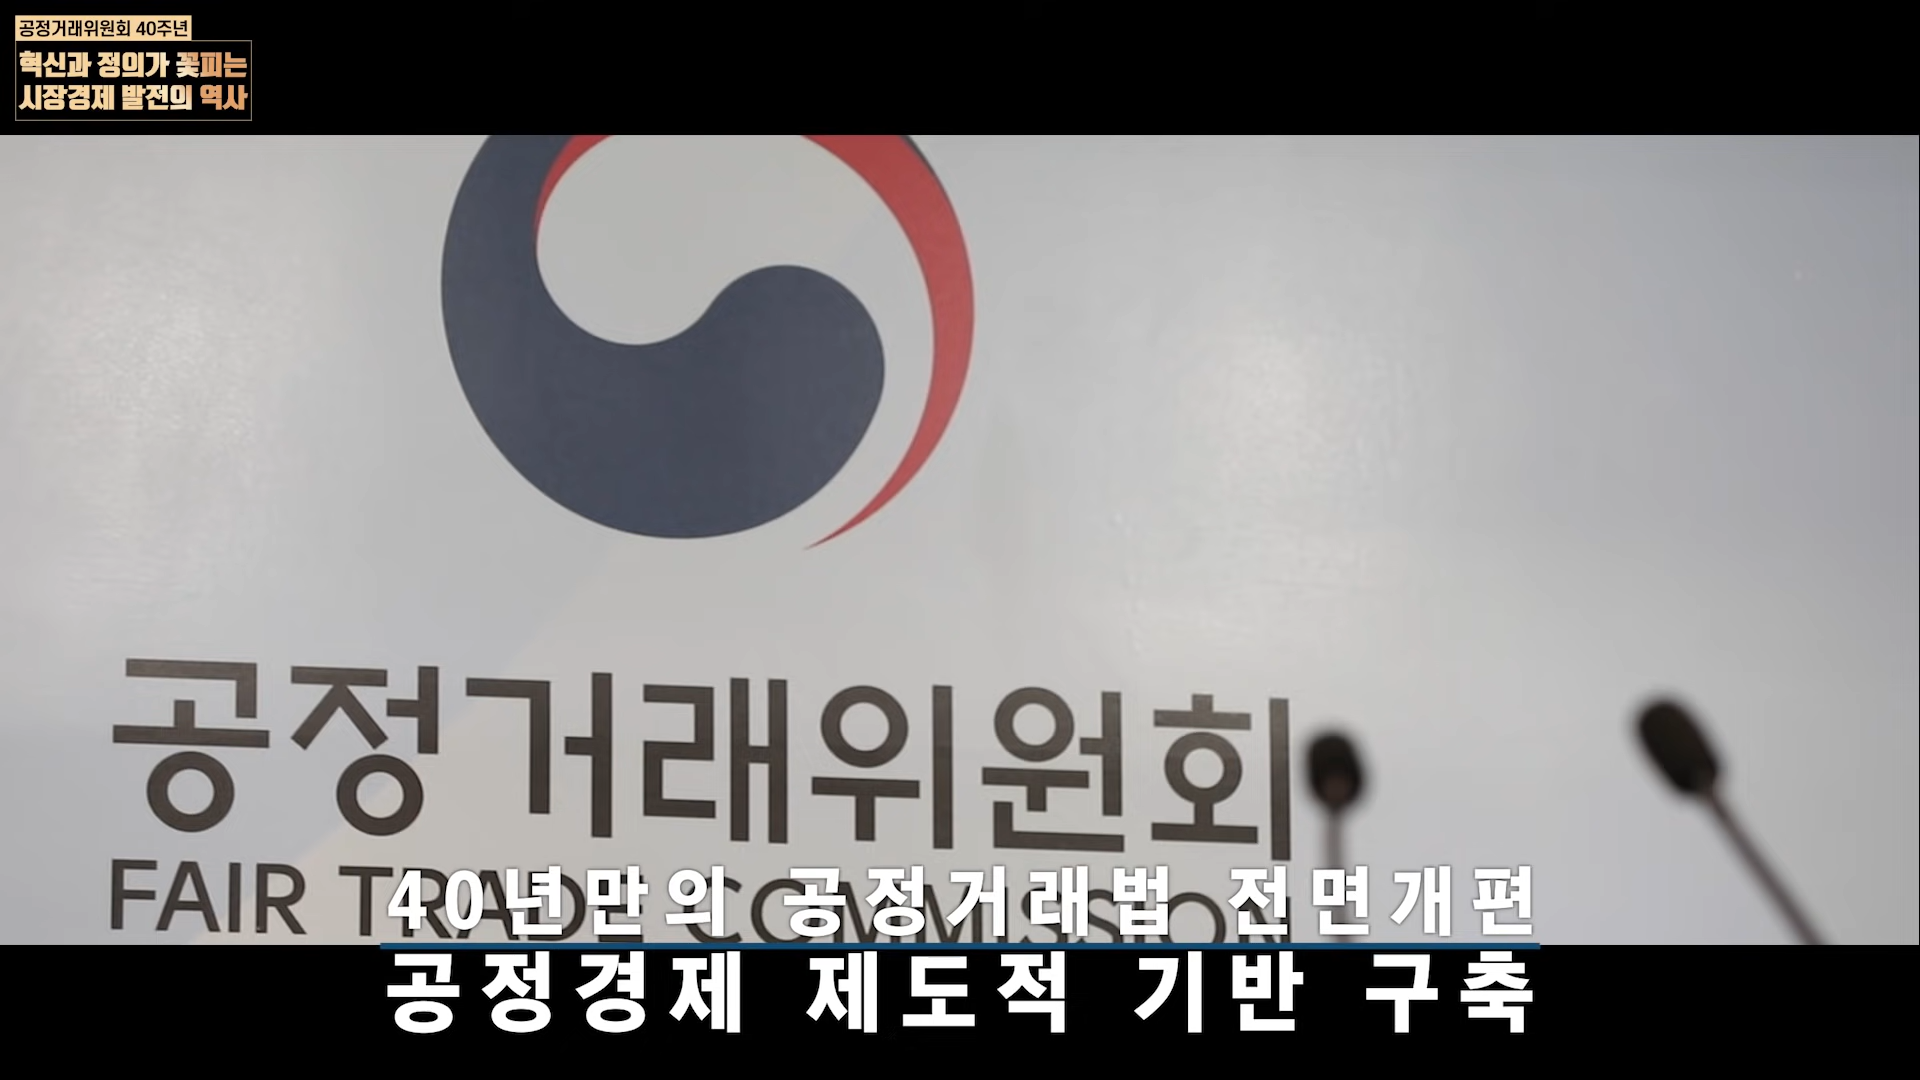 공정거래위원회 40주년
혁신과 정의가 꽃피는
시장경제 발전의 역사
공정거래위원회
FAIR TRADE COMMISSION
40년만의 공정거래법 전면개편
공정경제 제도적 기반 구축